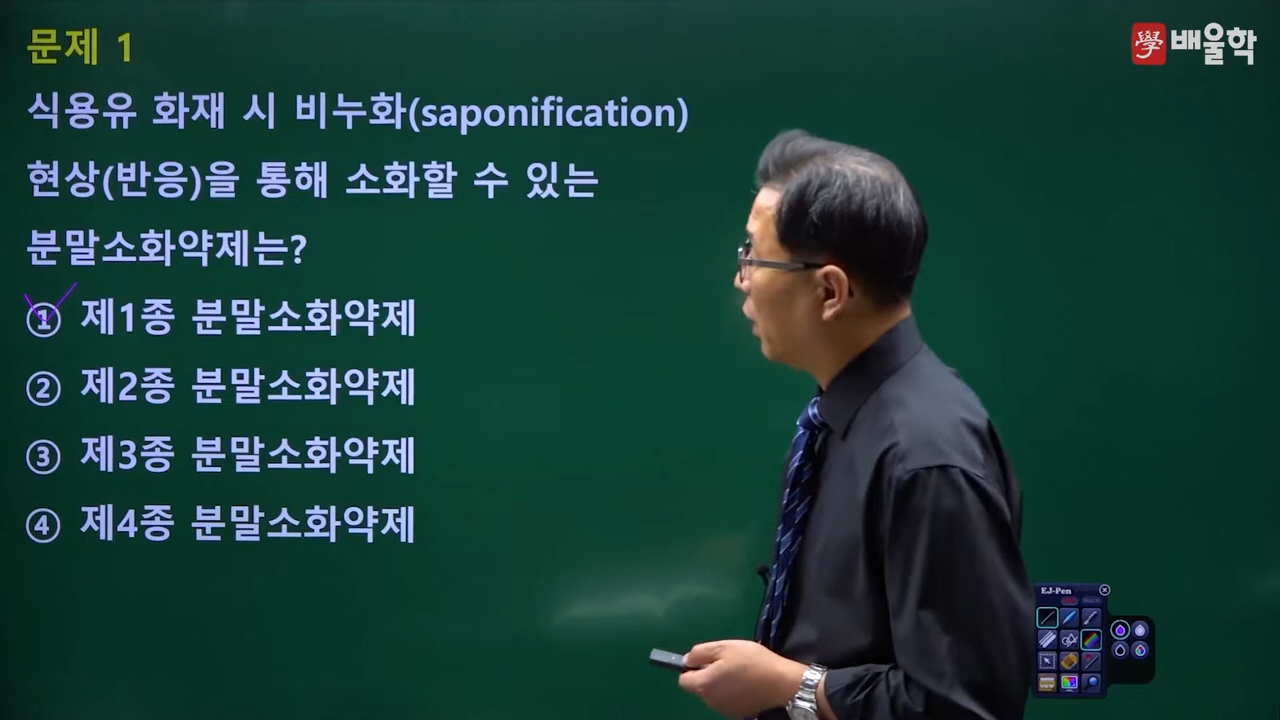 문제 1
學 배울학
식용유 화재 시 비누화(saponification)
현상(반응)을 통해 소화할 수 있는
분말소화약제는?
① 제1종 분말소화약제
② 제2종 분말소화약제
③ 제3종 분말소화약제
④ 제4종 분말소화약제
EJ-Pen